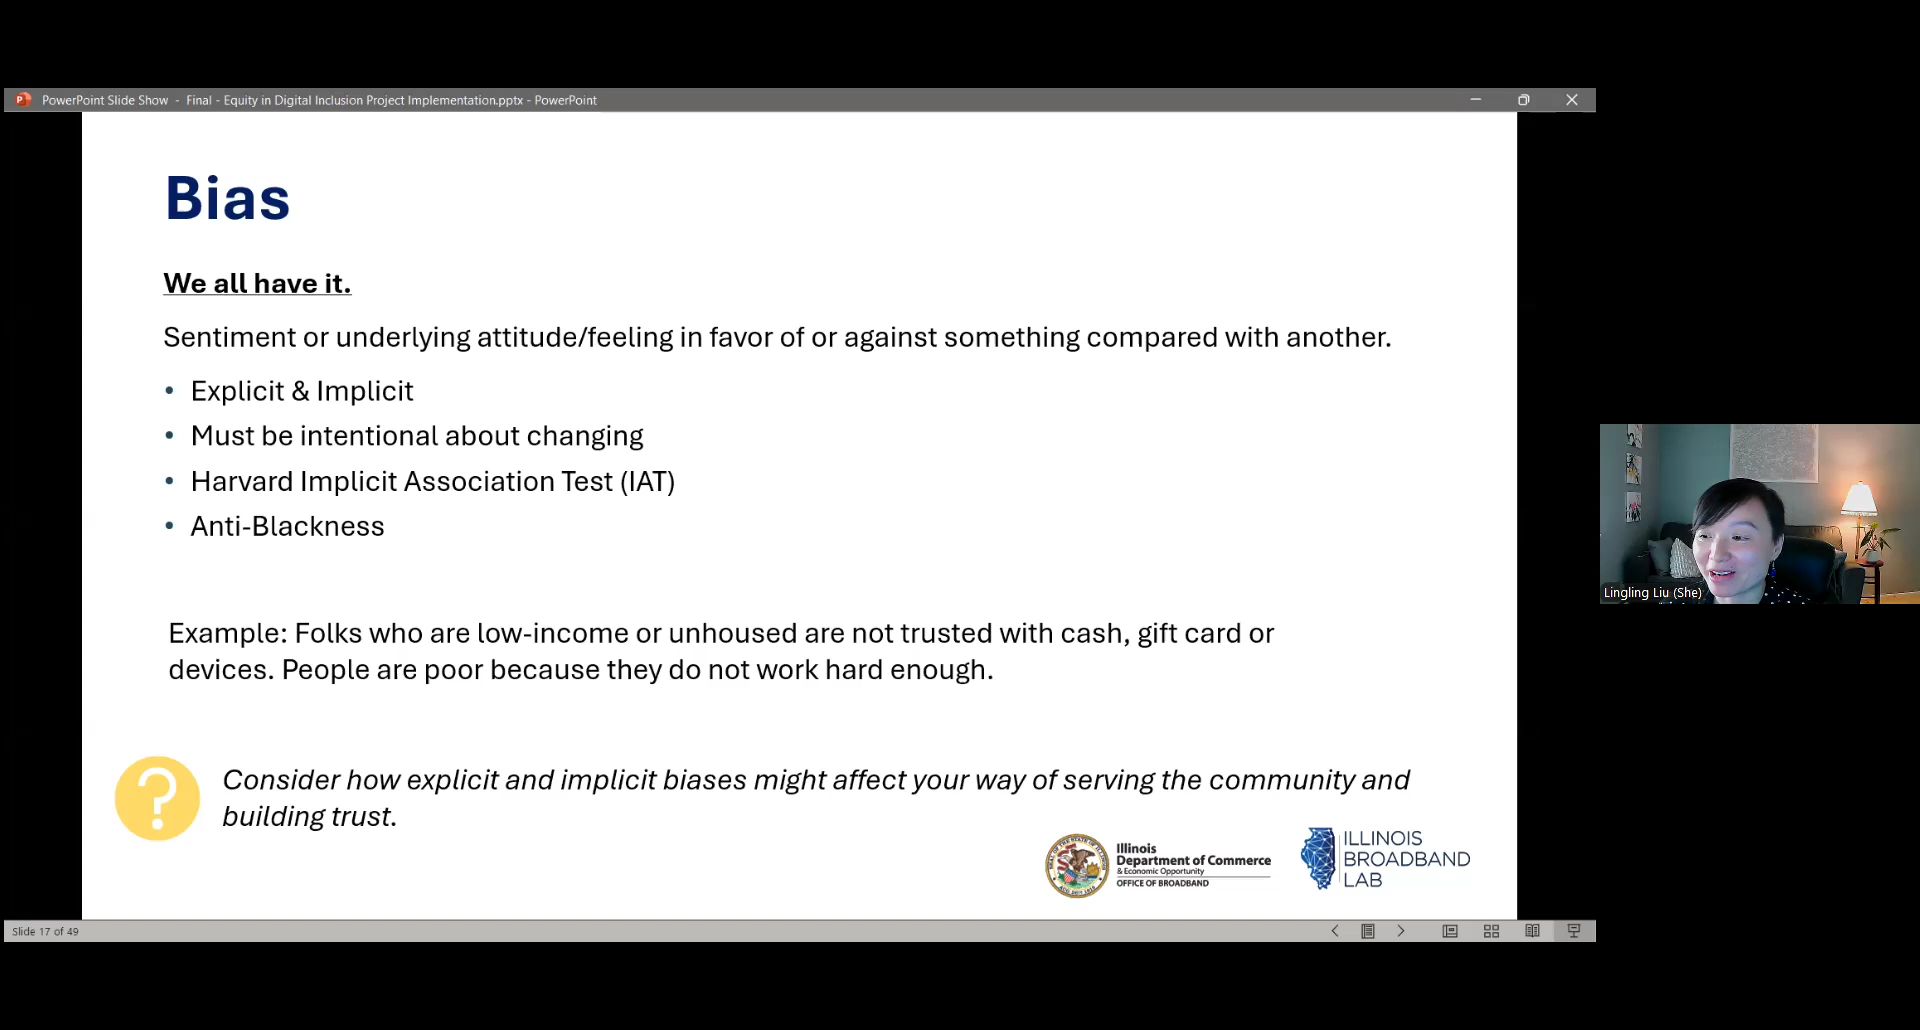 PowerPoint Slide Show - Final - Equity in Digital Inclusion Project Implementation.pptx - PowerPoint
Bias
We all have it.
Sentiment or underlying attitude/feeling in favor of or against something compared with another.
• Explicit & Implicit
• Must be intentional about changing
• Harvard Implicit Association Test (IAT)
• Anti-Blackness
Example: Folks who are low-income or unhoused are not trusted with cash, gift card or
devices. People are poor because they do not work hard enough.
Consider how explicit and implicit biases might affect your way of serving the community and
building trust.
Illinois
Department of Commerce
& Economic Opportunity
OFFICE OF BROADBAND
ILLINOIS
BROADBAND
LAB
Slide 17 of 49
Lingling Liu (She)